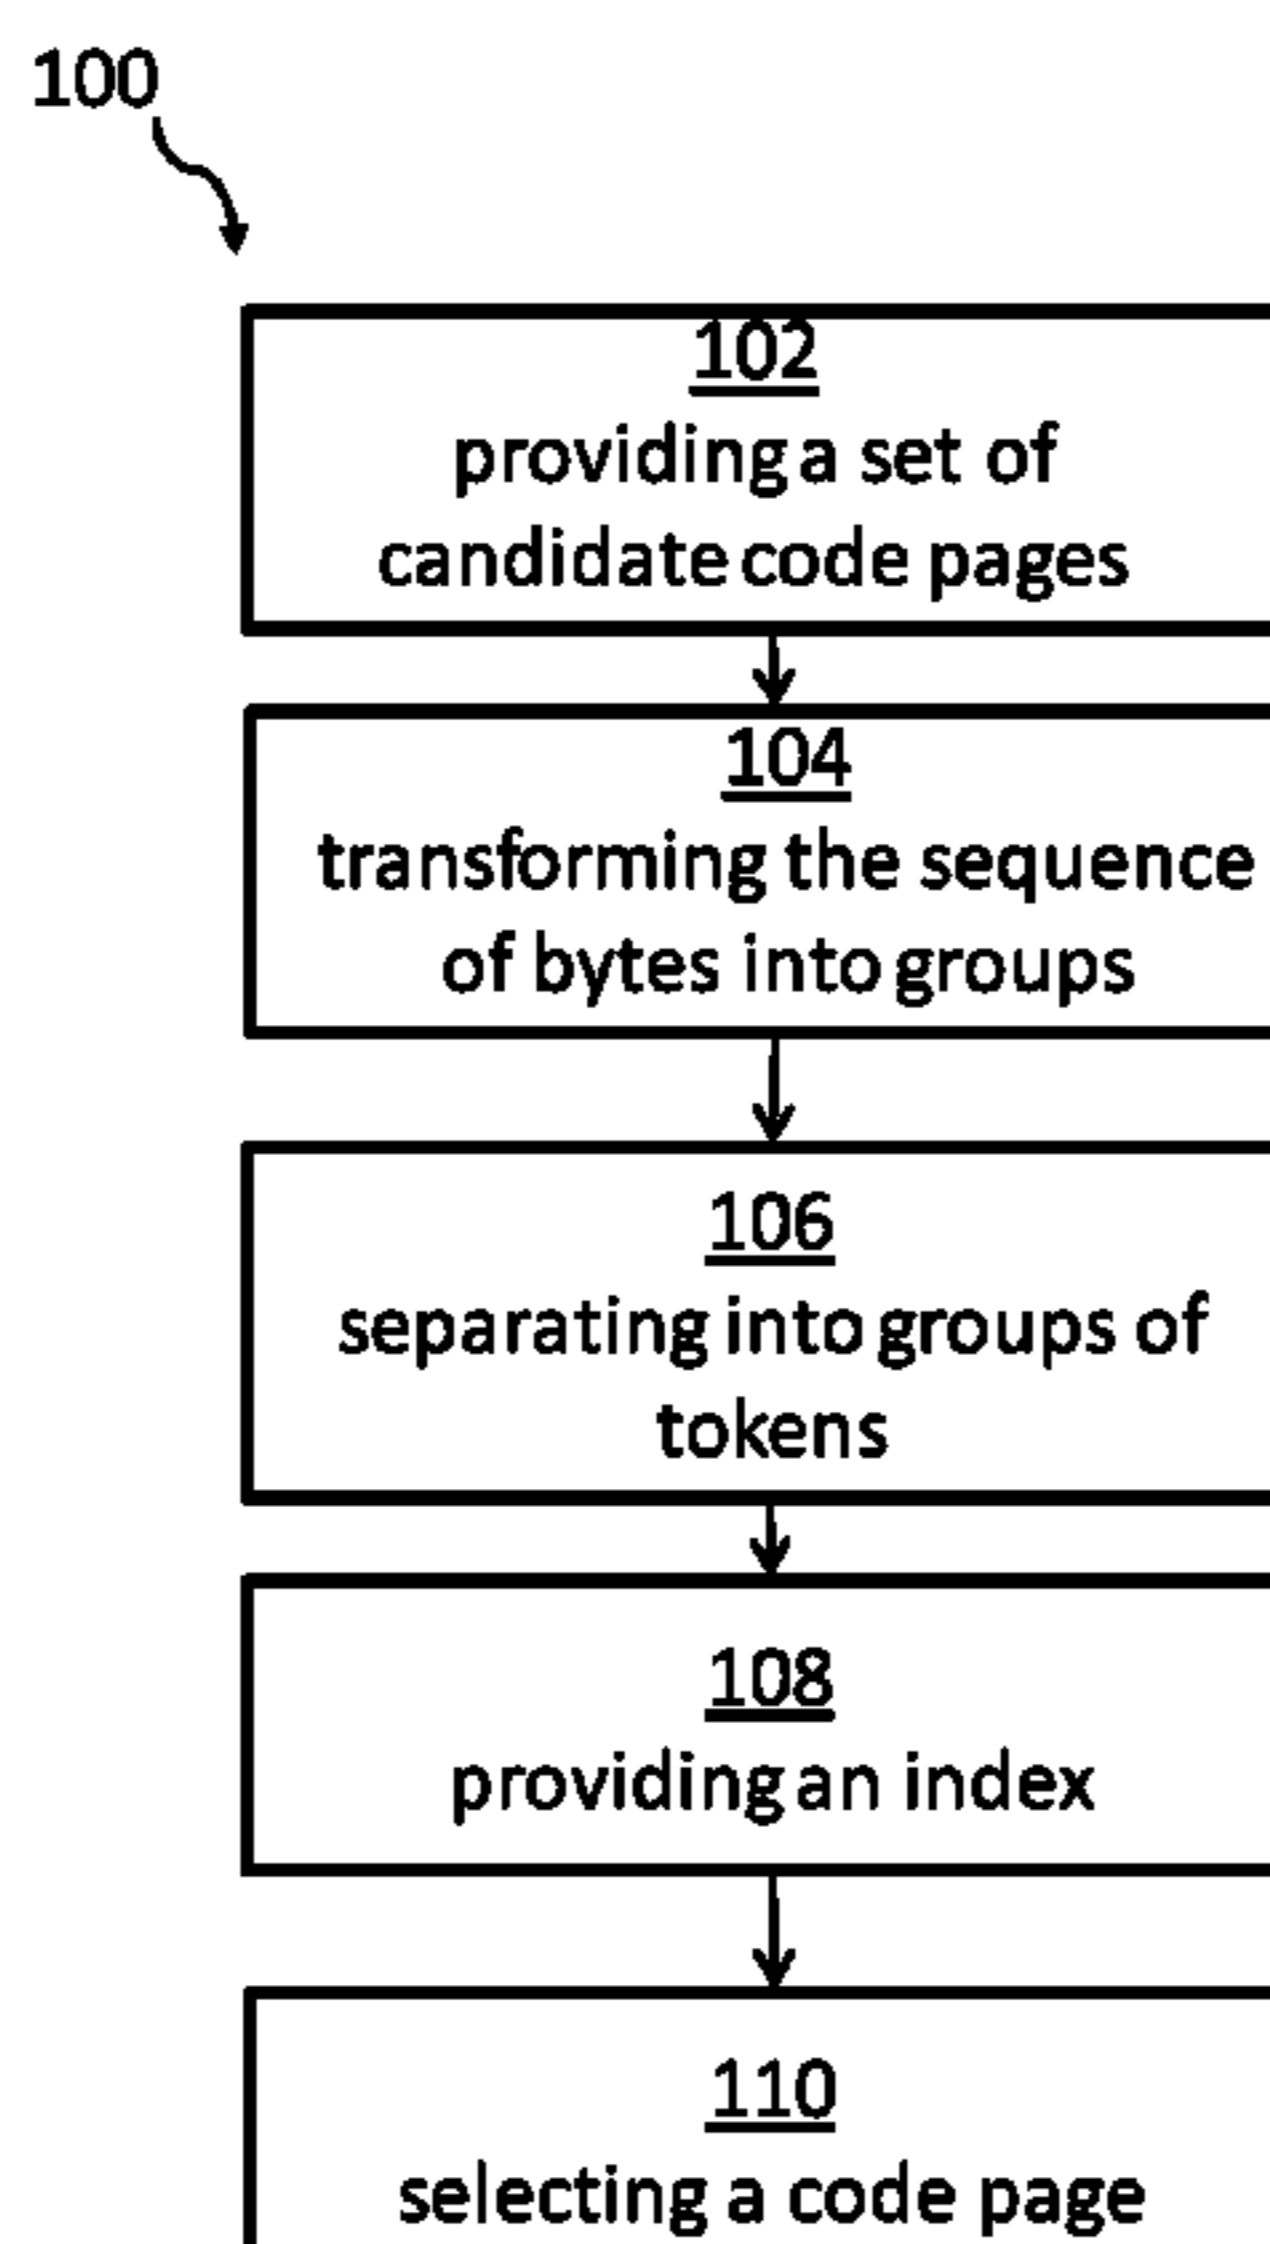 100
102
providing a set of
candidate code pages
104
transforming the sequence
of bytes into groups
106
separating into groups of
tokens
108
providing an index
110
selecting a code page